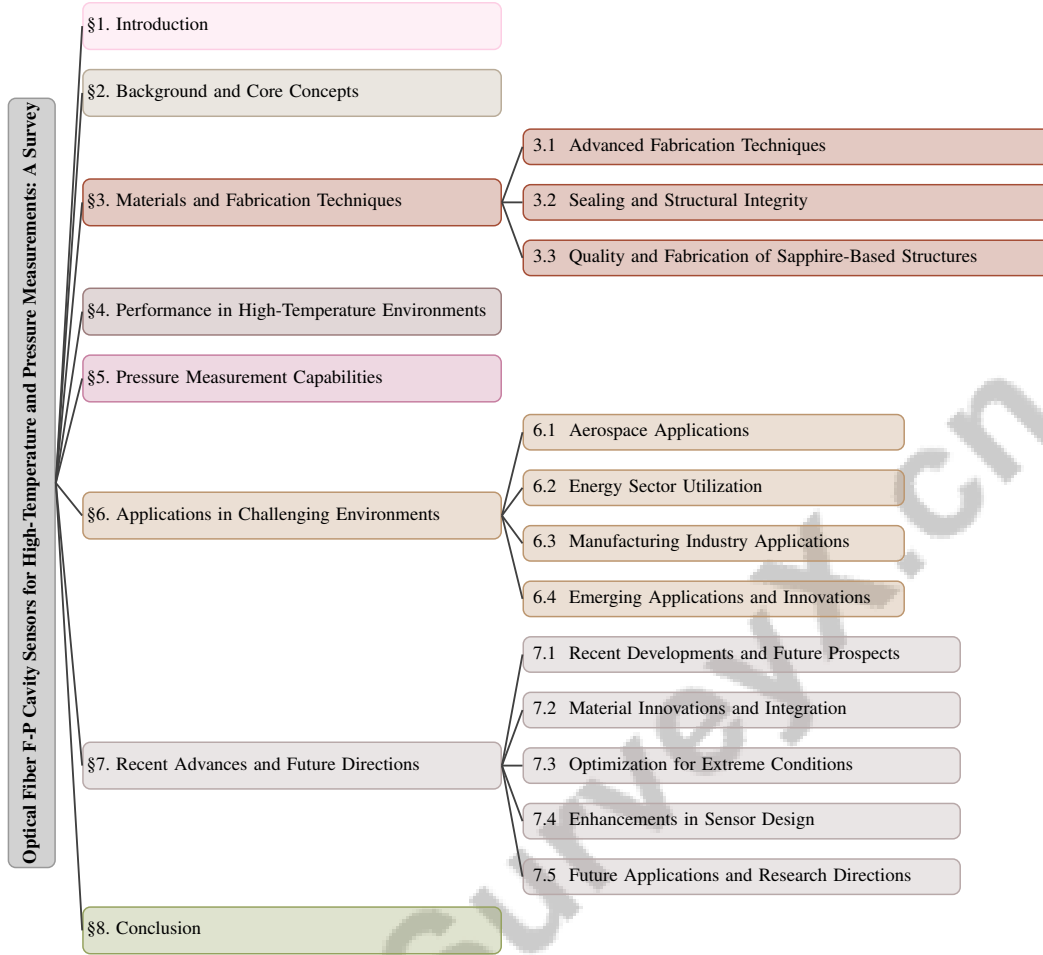 Optical Fiber F-P Cavity Sensors for High-Temperature and Pressure Measurements: A Survey
§1. Introduction
§2. Background and Core Concepts
§3. Materials and Fabrication Techniques
3.1 Advanced Fabrication Techniques
3.2 Sealing and Structural Integrity
3.3 Quality and Fabrication of Sapphire-Based Structures
§4. Performance in High-Temperature Environments
§5. Pressure Measurement Capabilities
§6. Applications in Challenging Environments
6.1 Aerospace Applications
6.2 Energy Sector Utilization
6.3 Manufacturing Industry Applications
6.4 Emerging Applications and Innovations
§7. Recent Advances and Future Directions
7.1 Recent Developments and Future Prospects
7.2 Material Innovations and Integration
7.3 Optimization for Extreme Conditions
7.4 Enhancements in Sensor Design
7.5 Future Applications and Research Directions
§8. Conclusion
Surveyx.cn